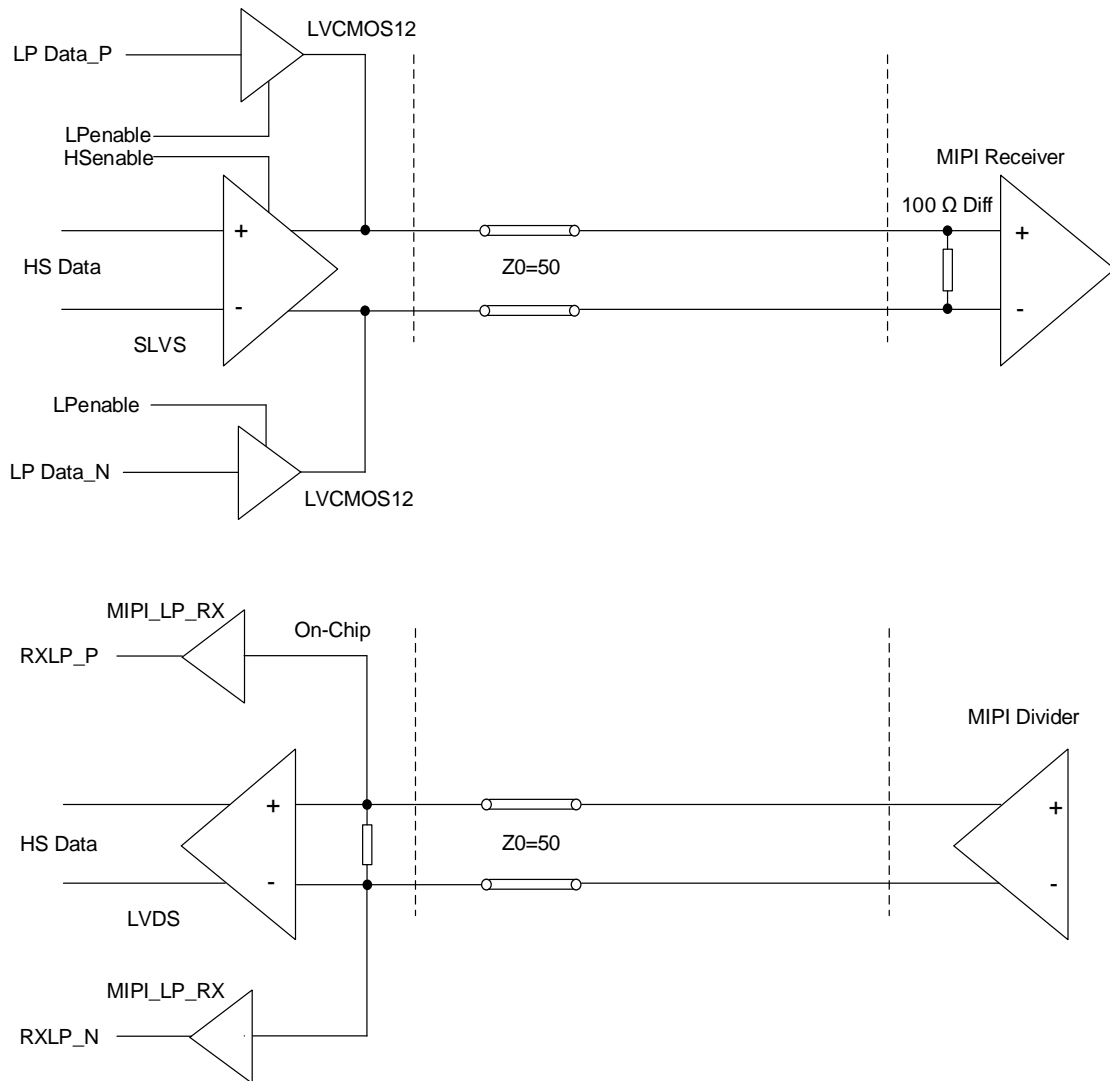 LVCMOS12
LP Data_P
LPenable
HSenable
MIPI Receiver
100 Ω Diff
+
+
HS Data
Z0=50
-
-
SLVS
LPenable
LP Data_N
LVCMOS12
MIPI_LP_RX
On-Chip
RXLP_P
MIPI Divider
+
+
HS Data
Z0=50
-
-
LVDS
MIPI_LP_RX
RXLP_N